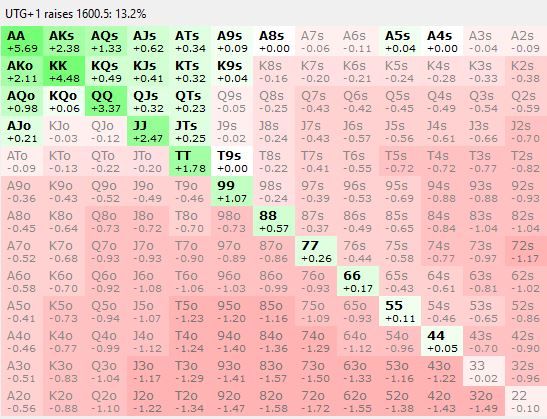 UTG+1 raises 1600.5: 13.2%
AA AKs AQs AJs ATs A9s A8s A7s A6s A5s A4s A3s A2s
+5.69 +2.38 +1.33 +0.62 +0.34 +0.09 +0.00 -0.06 -0.11 +0.05 +0.00 -0.04 -0.09
AKo KK KQs KJs KTs K9s K8s K7s K6s K5s K4s K3s K2s
+2.11 +4.48 +0.49 +0.41 +0.32 +0.04 -0.16 -0.20 -0.21 -0.24 -0.28 -0.33 -0.38
AQo KQo QQ QJs QTs Q9s Q8s Q7s Q6s Q5s Q4s Q3s Q2s
+0.98 +0.06 +3.37 +0.32 +0.23 -0.05 -0.25 -0.43 -0.45 -0.49 -0.54 -0.59
AJo KJo QJo JJ JTs J9s J8s J7s J6s J5s J4s J3s J2s
+0.21 -0.03 -0.12 +2.47 +0.25 -0.02 -0.24 -0.43 -0.57 -0.56 -0.61 -0.66 -0.70
ATo KTo QTo JTo TT T9s T8s T7s T6s T5s T4s T3s T2s
-0.09 -0.13 -0.22 -0.20 +1.78 +0.00 -0.22 -0.41 -0.55 -0.72 -0.72 -0.77 -0.82
A9o K9o Q9o J9o T9o 99 98s 97s 96s 95s 94s 93s 92s
-0.36 -0.43 -0.52 -0.49 -0.46 +1.07 -0.24 -0.39 -0.53 -0.69 -0.88 -0.88 -0.93
A8o K8o Q8o J8o T8o 98o 88 87s 86s 85s 84s 83s 82s
-0.45 -0.64 -0.72 -0.73 -0.70 -0.73 +0.57 -0.37 -0.49 -0.65 -0.84 -1.04 -1.04
A7o K7o Q7o J7o T7o 97o 87o 77 76s 75s 74s 73s 72s
-0.52 -0.68 -0.93 -0.93 -0.90 -0.89 -0.86 +0.26 -0.44 -0.58 -0.77 -0.97 -1.17
A6o K6o Q6o J6o T6o 96o 86o 76o 66 65s 64s 63s 62s
-0.58 -0.70 -0.92 -1.08 -1.06 -1.03 -0.99 -0.93 +0.17 -0.43 -0.61 -0.81 -1.02
A5o K5o Q5o J5o T5o 95o 85o 75o 65o 55 54s 53s 52s
-0.41 -0.73 -0.94 -1.07 -1.23 -1.20 -1.16 -1.09 -0.93 +0.11 -0.46 -0.65 -0.86
A4o K4o Q4o J4o T4o 94o 84o 74o 64o 54o 44 43s 42s
-0.46 -0.77 -0.99 -1.12 -1.24 -1.40 -1.36 -1.29 -1.12 -0.96 +0.05 -0.70 -0.90
A3o K3o Q3o J3o T3o 93o 83o 73o 63o 53o 43o 33 32s
-0.51 -0.83 -1.04 -1.17 -1.29 -1.41 -1.57 -1.50 -1.33 -1.16 -1.22 -0.02 -0.96
A2o K2o Q2o J2o T2o 92o 82o 72o 62o 52o 42o 32o 22
-0.56 -0.88 -1.10 -1.22 -1.34 -1.47 -1.58 -1.72 -1.55 -1.38 -1.43 -1.49 -0.10